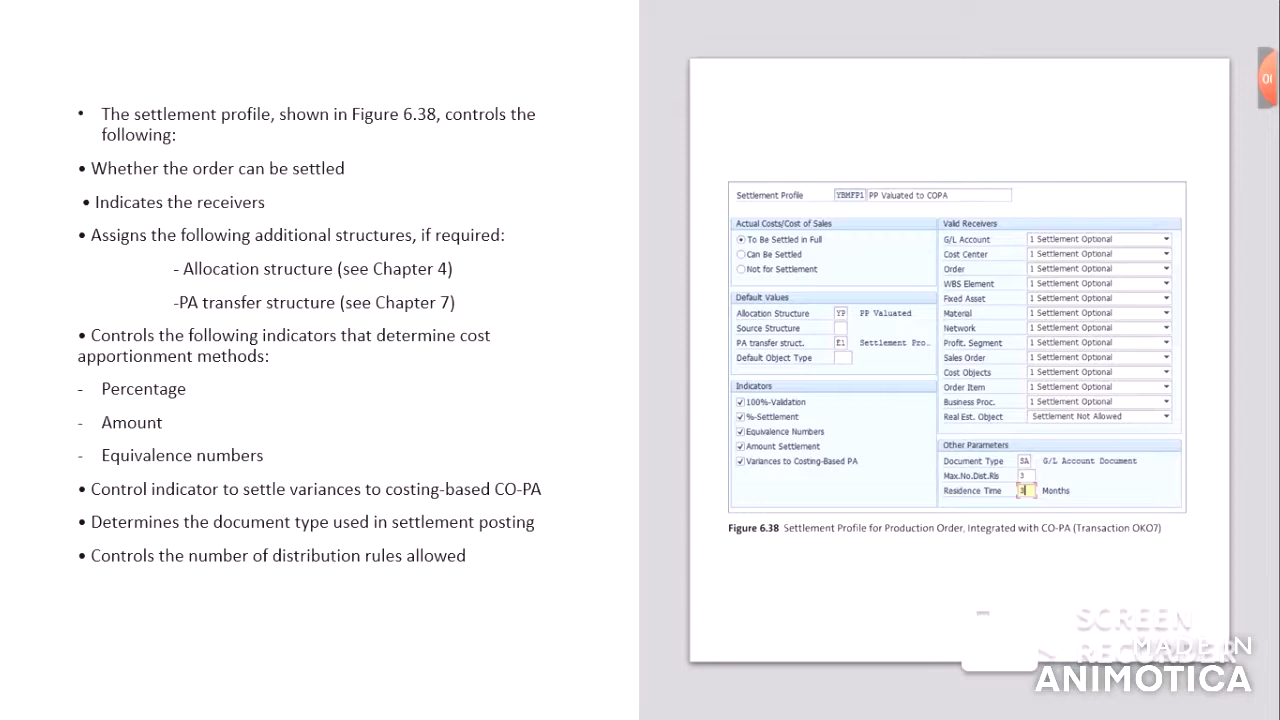 • The settlement profile, shown in Figure 6.38, controls the
following:
• Whether the order can be settled
• Indicates the receivers
• Assigns the following additional structures, if required:
- Allocation structure (see Chapter 4)
-PA transfer structure (see Chapter 7)
• Controls the following indicators that determine cost
apportionment methods:
- Percentage
- Amount
- Equivalence numbers
• Control indicator to settle variances to costing-based CO-PA
• Determines the document type used in settlement posting
• Controls the number of distribution rules allowed
Settlement Profile YBMFP1 PP Valuated to COPA
Actual Costs/Cost of Sales
To Be Settled in Full
Can Be Settled
Not for Settlement
Default Values
Allocation Structure YP PP Valuated
Source Structure
PA transfer struct. E1 Settlement Pro..
Default Object Type
Indicators
100%-Validation
%-Settlement
Equivalence Numbers
Amount Settlement
Variances to Costing-Based PA
Valid Receivers
G/L Account 1 Settlement Optional
Cost Center 1 Settlement Optional
Order 1 Settlement Optional
WBS Element 1 Settlement Optional
Fixed Asset 1 Settlement Optional
Material 1 Settlement Optional
Network 1 Settlement Optional
Profit. Segment 1 Settlement Optional
Sales Order 1 Settlement Optional
Cost Objects 1 Settlement Optional
Order Item 1 Settlement Optional
Business Proc. 1 Settlement Optional
Real Est. Object Settlement Not Allowed
Other Parameters
Document Type SA G/L Account Document
Max.No.Dist.Rls 3
Residence Time 3 Months
Figure 6.38 Settlement Profile for Production Order, Integrated with CO-PA (Transaction OKO7)
SCREEN
RECORDER
MADE IN
ANIMOTICA